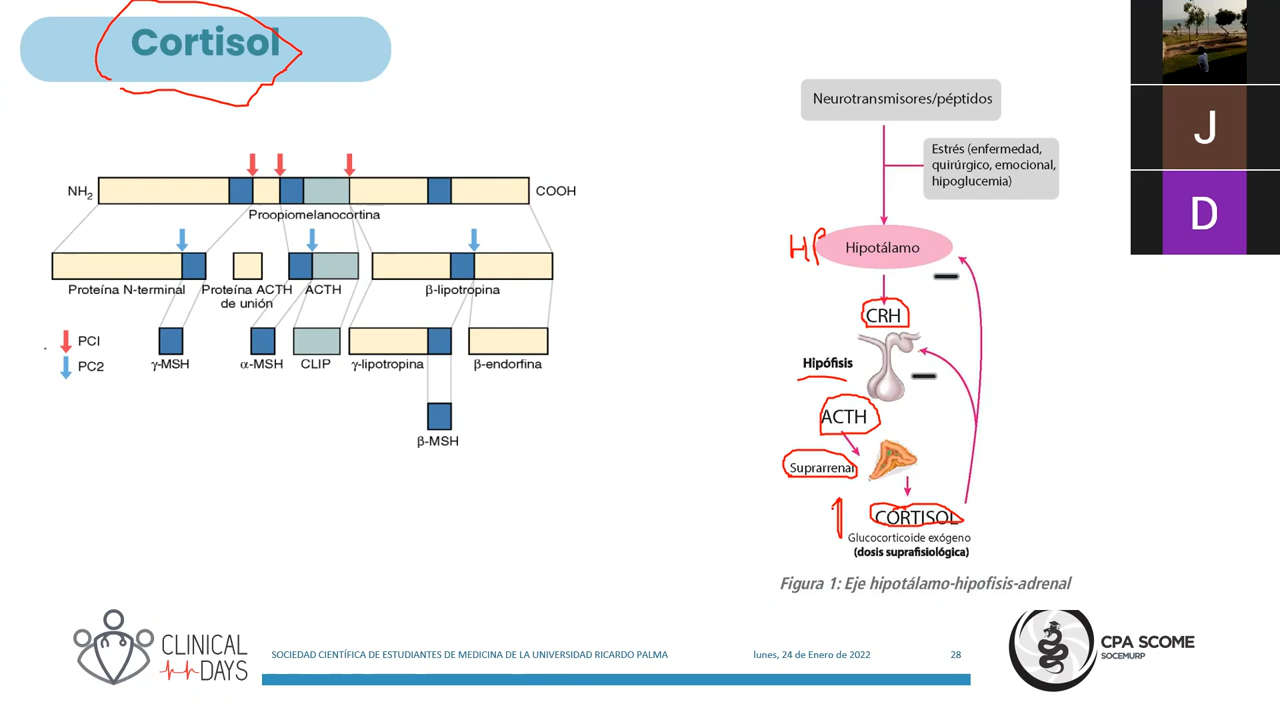 Cortisol
NH2
COOH
Proopiomelanocortina
Proteína N-terminal
Proteína ACTH
de unión
ACTH
β-lipotropina
PCI
PC2
γ-MSH
α-MSH
CLIP
γ-lipotropina
β-endorfina
β-MSH
Neurotransmisores/péptidos
Estrés (enfermedad,
quirúrgico, emocional,
hipoglucemia)
Hipotálamo
CRH
Hipófisis
ACTH
Suprarrenal
CORTISOL
Glucocorticoide exógeno
(dosis suprafisiológica)
Figura 1: Eje hipotálamo-hipofisis-adrenal
J
D
CLINICAL
DAYS
SOCIEDAD CIENTÍFICA DE ESTUDIANTES DE MEDICINA DE LA UNIVERSIDAD RICARDO PALMA
lunes, 24 de Enero de 2022
28
CPA SCOME
SOCEMURP